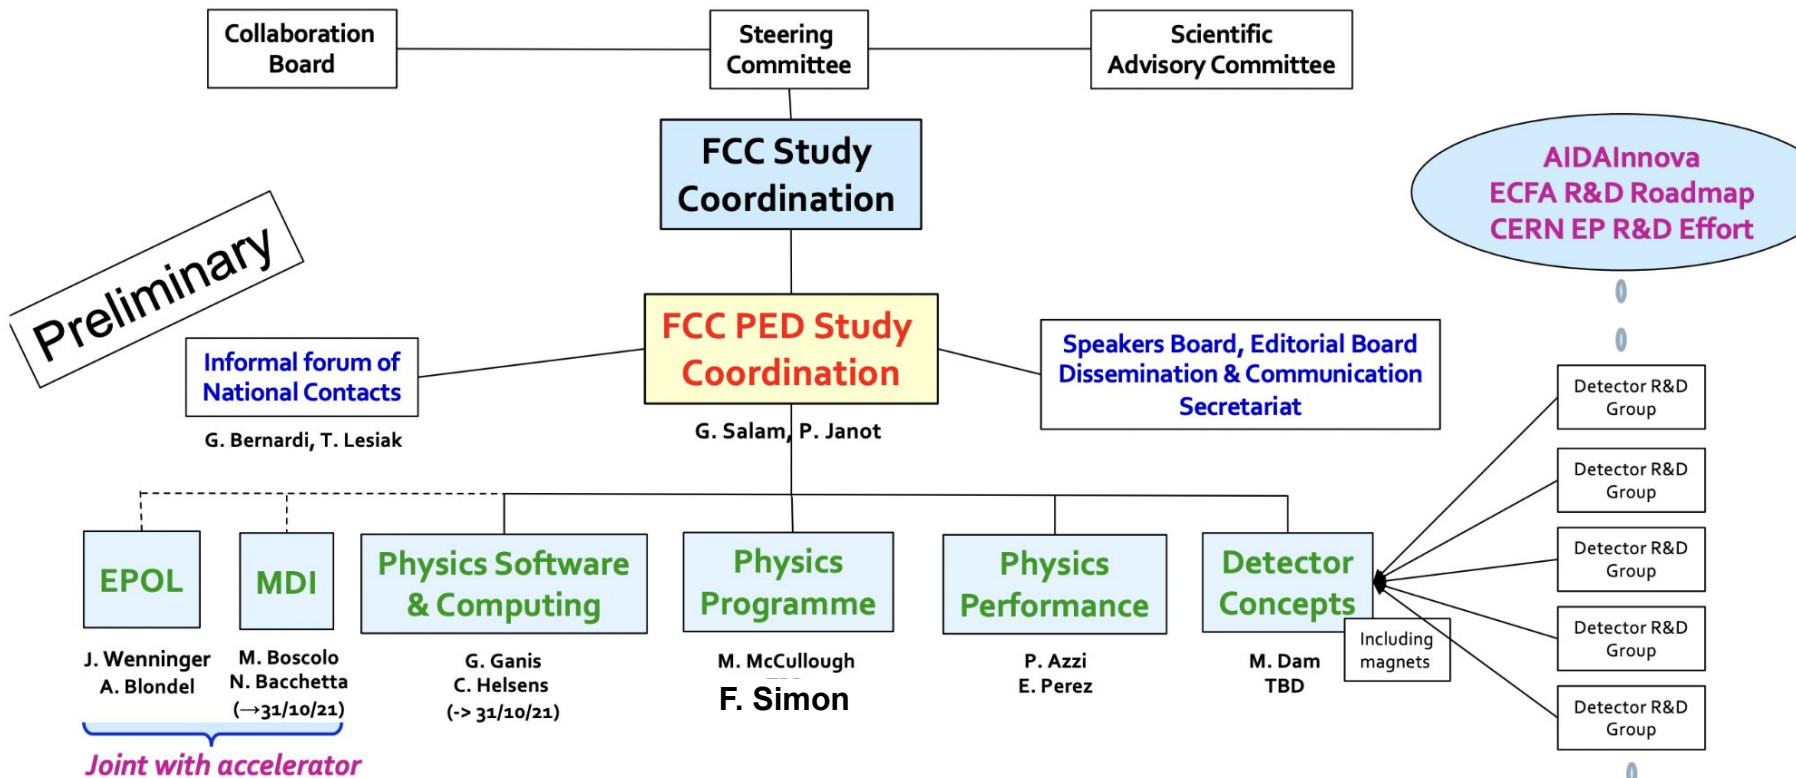 Collaboration
Board
Steering
Committee
Scientific
Advisory Committee
FCC Study
Coordination
AIDAInnova
ECFA R&D Roadmap
CERN EP R&D Effort
Preliminary
FCC PED Study
Coordination
Informal forum of
National Contacts
Speakers Board, Editorial Board
Dissemination & Communication
Secretariat
G. Bernardi, T. Lesiak
G. Salam, P. Janot
Detector R&D
Group
Detector R&D
Group
Detector R&D
Group
Detector R&D
Group
Detector R&D
Group
EPOL
MDI
Physics Software
& Computing
Physics
Programme
Physics
Performance
Detector
Concepts
Including
magnets
J. Wenninger
A. Blondel
M. Boscolo
N. Bacchetta
(→31/10/21)
G. Ganis
C. Helsens
(-> 31/10/21)
M. McCullough
F. Simon
P. Azzi
E. Perez
M. Dam
TBD
Joint with accelerator